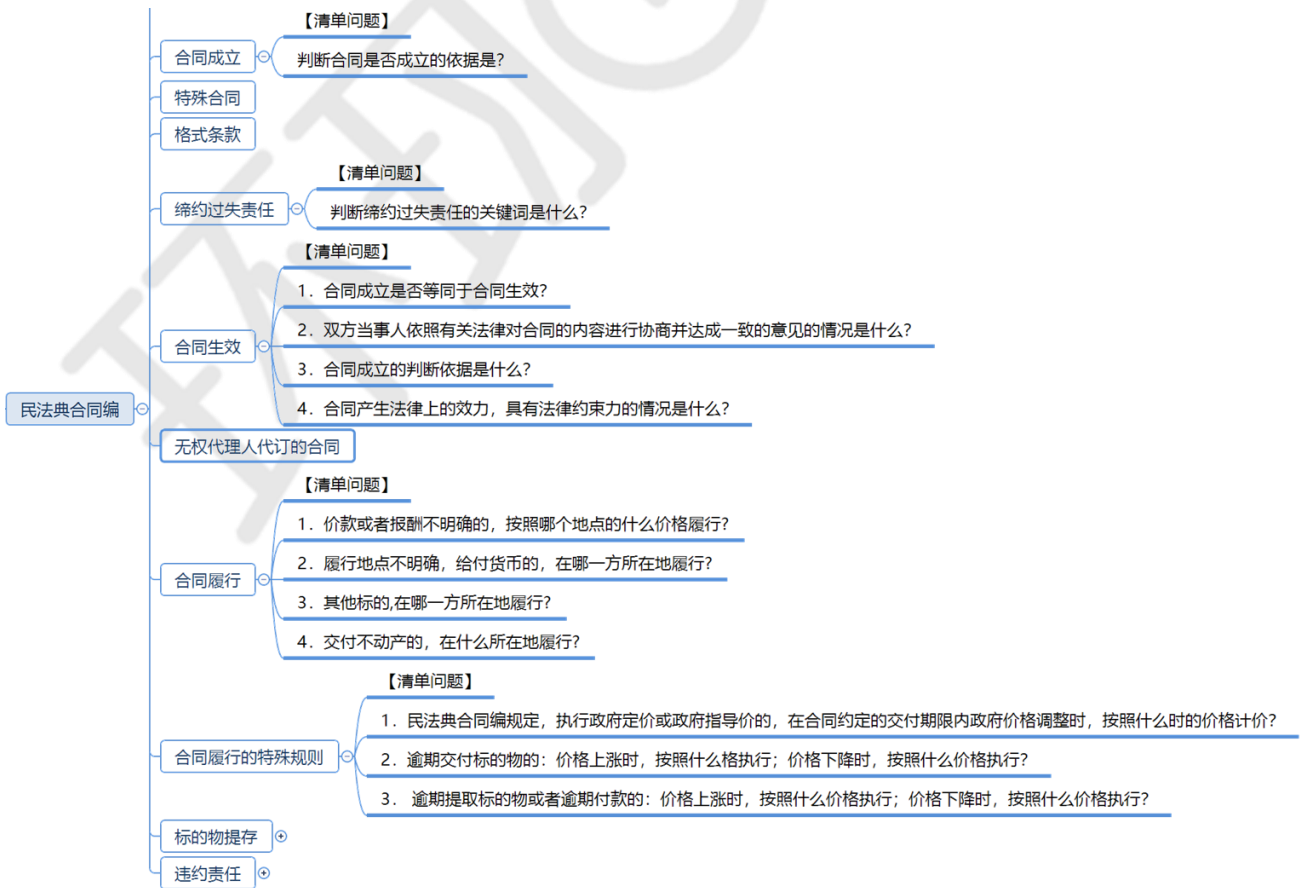 【清单问题】
合同成立
判断合同是否成立的依据是？
特殊合同
格式条款
【清单问题】
缔约过失责任
判断缔约过失责任的关键词是什么？
【清单问题】
1. 合同成立是否等同于合同生效？
2. 双方当事人依照有关法律对合同的内容进行协商并达成一致的意见的情况是什么？
合同生效
3. 合同成立的判断依据是什么？
4. 合同产生法律上的效力，具有法律约束力的情况是什么？
民法典合同编
无权代理人代订的合同
【清单问题】
1. 价款或者报酬不明确的，按照哪个地点的什么价格履行？
2. 履行地点不明确，给付货币的，在哪一方所在地履行？
合同履行
3. 其他标的,在哪一方所在地履行？
4. 交付不动产的，在什么所在地履行？
【清单问题】
1. 民法典合同编规定，执行政府定价或政府指导价的，在合同约定的交付期限内政府价格调整时，按照什么时的价格计价？
合同履行的特殊规则
2. 逾期交付标的物的：价格上涨时，按照什么格执行；价格下降时，按照什么价格执行？
3. 逾期提取标的物或者逾期付款的：价格上涨时，按照什么价格执行；价格下降时，按照什么价格执行？
标的物提存
违约责任